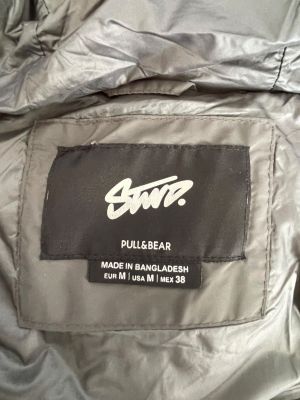 STWD.
PULL&BEAR
MADE IN BANGLADESH
EUR M | USA M | MEX 38